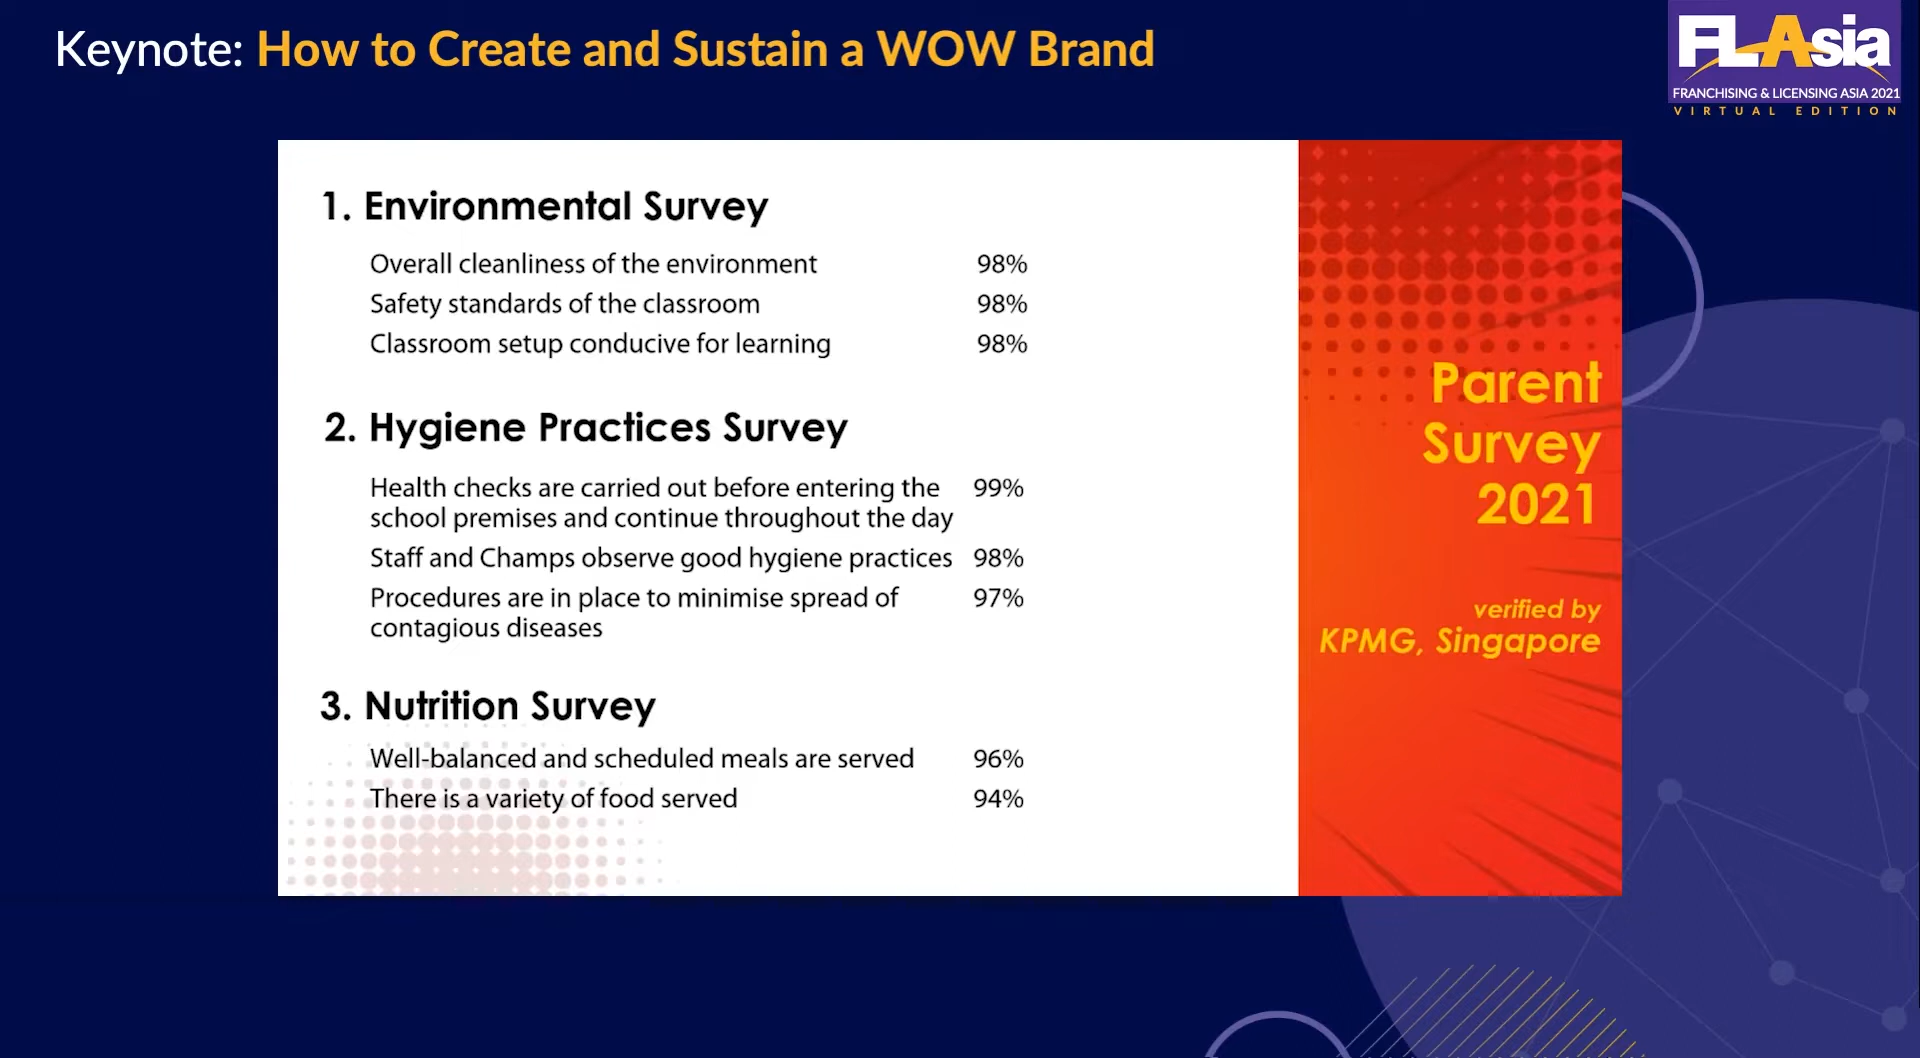 Keynote: How to Create and Sustain a WOW Brand
FLAsia
FRANCHISING & LICENSING ASIA 2021
VIRTUAL EDITION
1. Environmental Survey
Overall cleanliness of the environment 98%
Safety standards of the classroom 98%
Classroom setup conducive for learning 98%
2. Hygiene Practices Survey
Health checks are carried out before entering the 99%
school premises and continue throughout the day
Staff and Champs observe good hygiene practices 98%
Procedures are in place to minimise spread of 97%
contagious diseases
3. Nutrition Survey
Well-balanced and scheduled meals are served 96%
There is a variety of food served 94%
Parent
Survey
2021
verified by
KPMG, Singapore